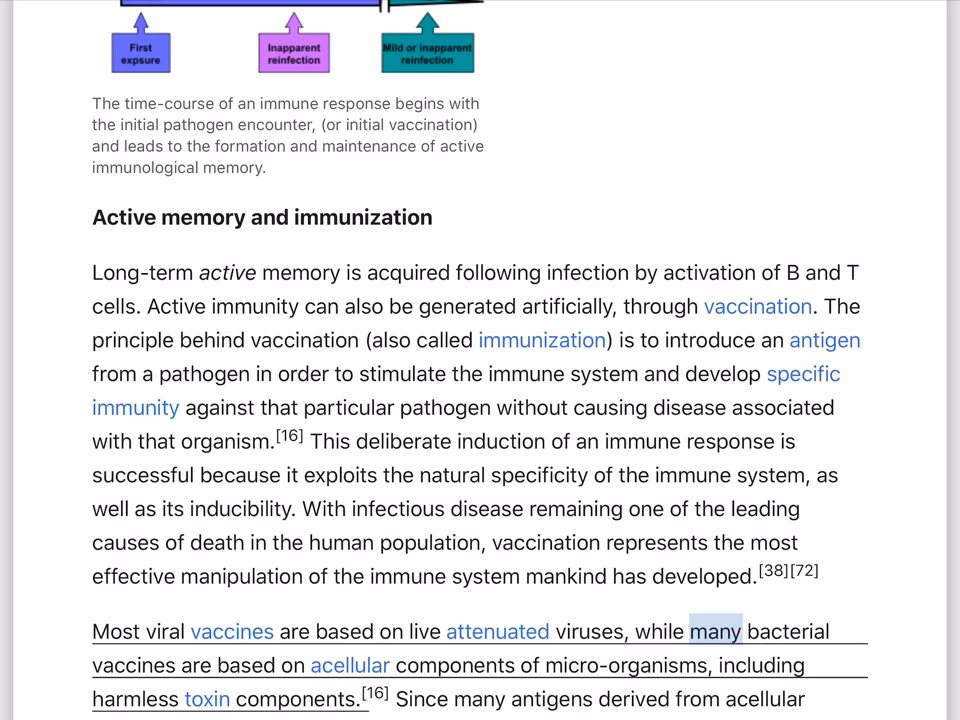 First
expsure
Inapparent
reinfection
Mild or inapparent
reinfection
The time-course of an immune response begins with
the initial pathogen encounter, (or initial vaccination)
and leads to the formation and maintenance of active
immunological memory.
Active memory and immunization
Long-term active memory is acquired following infection by activation of B and T
cells. Active immunity can also be generated artificially, through vaccination. The
principle behind vaccination (also called immunization) is to introduce an antigen
from a pathogen in order to stimulate the immune system and develop specific
immunity against that particular pathogen without causing disease associated
with that organism.[16] This deliberate induction of an immune response is
successful because it exploits the natural specificity of the immune system, as
well as its inducibility. With infectious disease remaining one of the leading
causes of death in the human population, vaccination represents the most
effective manipulation of the immune system mankind has developed.[38][72]
Most viral vaccines are based on live attenuated viruses, while many bacterial
vaccines are based on acellular components of micro-organisms, including
harmless toxin components.[16] Since many antigens derived from acellular